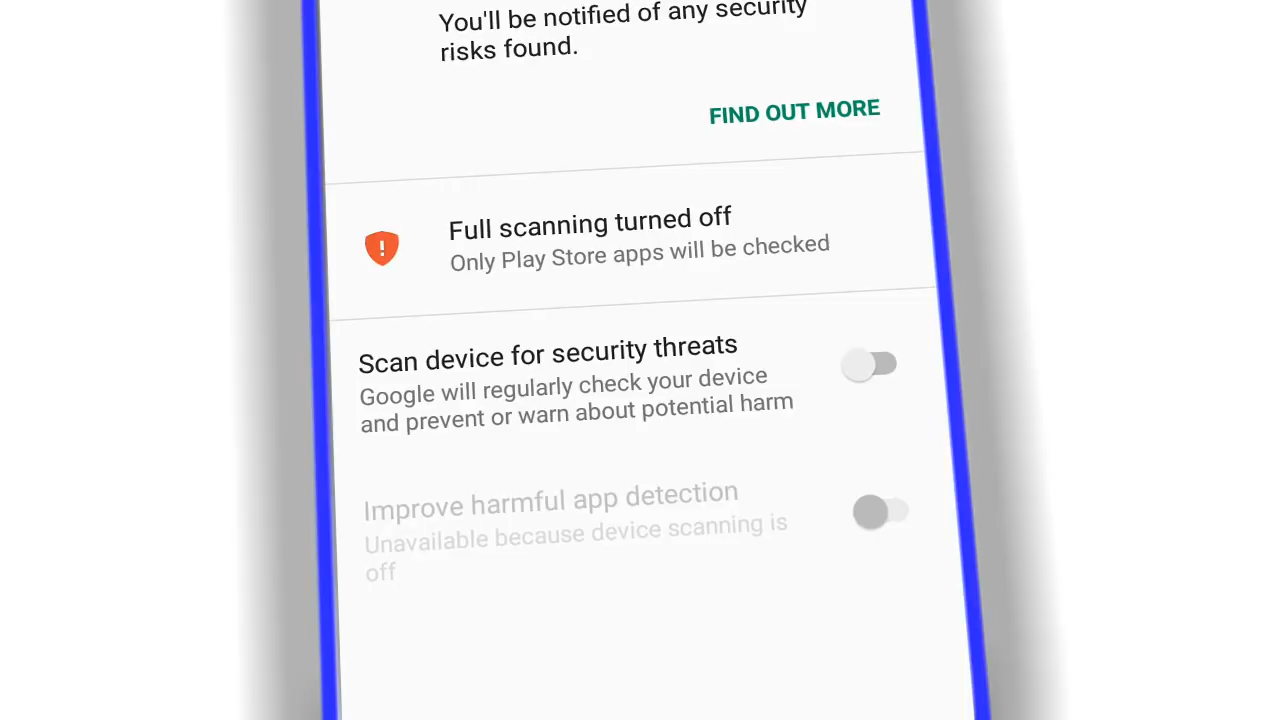 You'll be notified of any security
risks found.
FIND OUT MORE
Full scanning turned off
Only Play Store apps will be checked
Scan device for security threats
Google will regularly check your device
and prevent or warn about potential harm
Improve harmful app detection
Unavailable because device scanning is
off